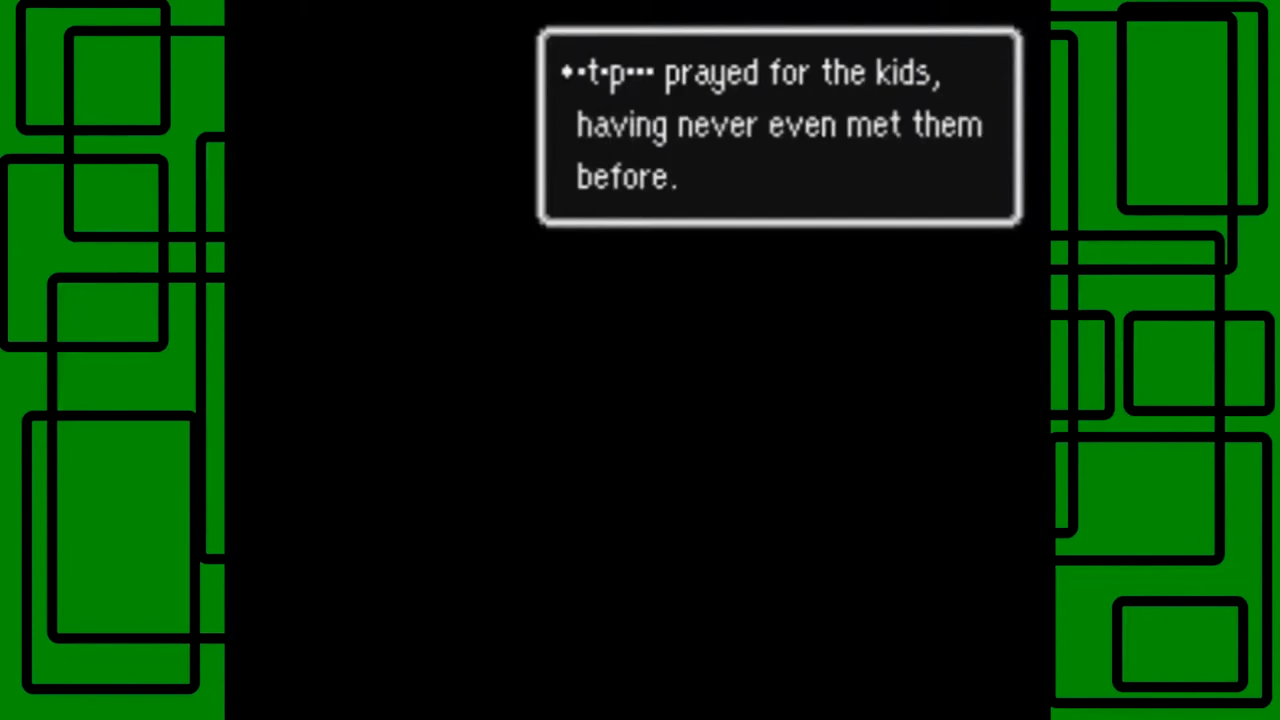 •··t·p··· prayed for the kids,
having never even met them
before.